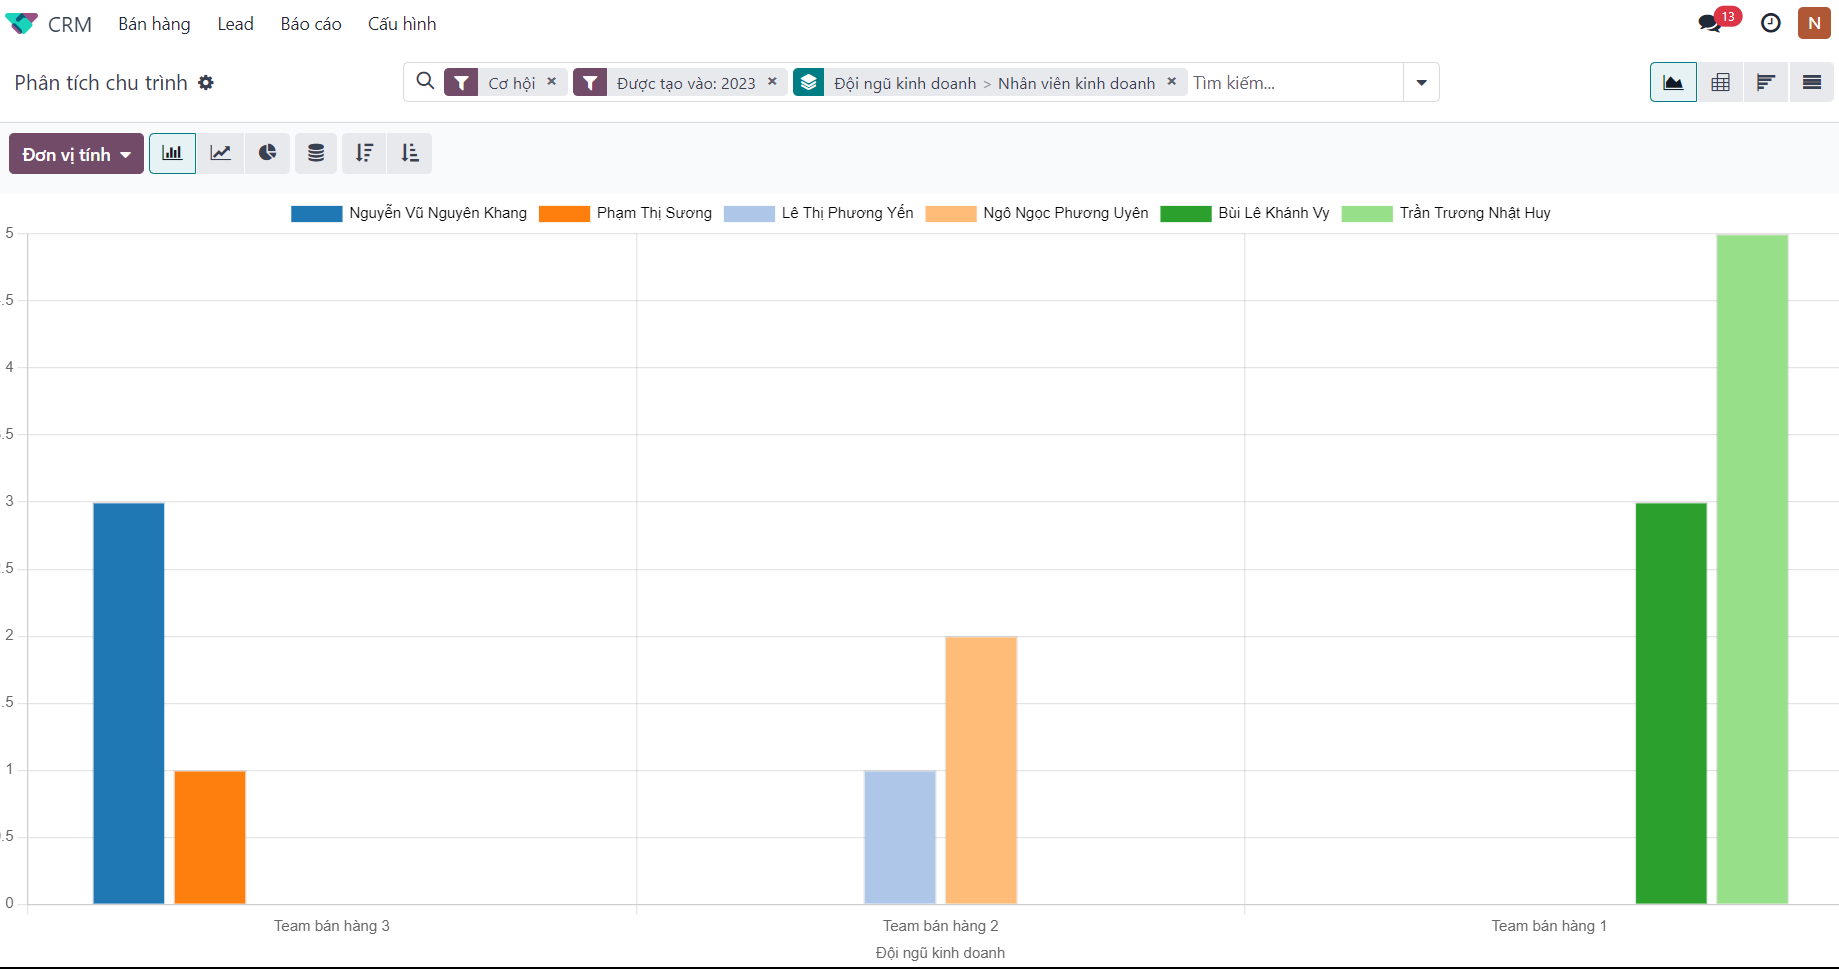 CRM Bán hàng Lead Báo cáo Cấu hình 13 N
Phân tích chu trình Cơ hội × Được tạo vào: 2023 × Đội ngũ kinh doanh > Nhân viên kinh doanh × Tìm kiếm...
Đơn vị tính
Nguyễn Vũ Nguyên Khang Phạm Thị Sương Lê Thị Phương Yến Ngô Ngọc Phương Uyên Bùi Lê Khánh Vy Trần Trương Nhật Huy
5
.5
4
.5
3
.5
2
.5
1
.5
0
Team bán hàng 3 Team bán hàng 2 Team bán hàng 1
Đội ngũ kinh doanh